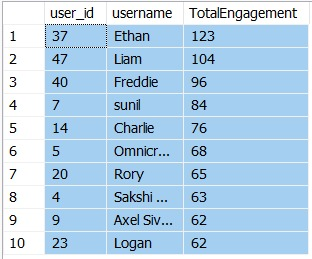 user_id username TotalEngagement
1 37 Ethan 123
2 47 Liam 104
3 40 Freddie 96
4 7 sunil 84
5 14 Charlie 76
6 5 Omnicr... 68
7 20 Rory 65
8 4 Sakshi ... 63
9 9 Axel Siv... 62
10 23 Logan 62